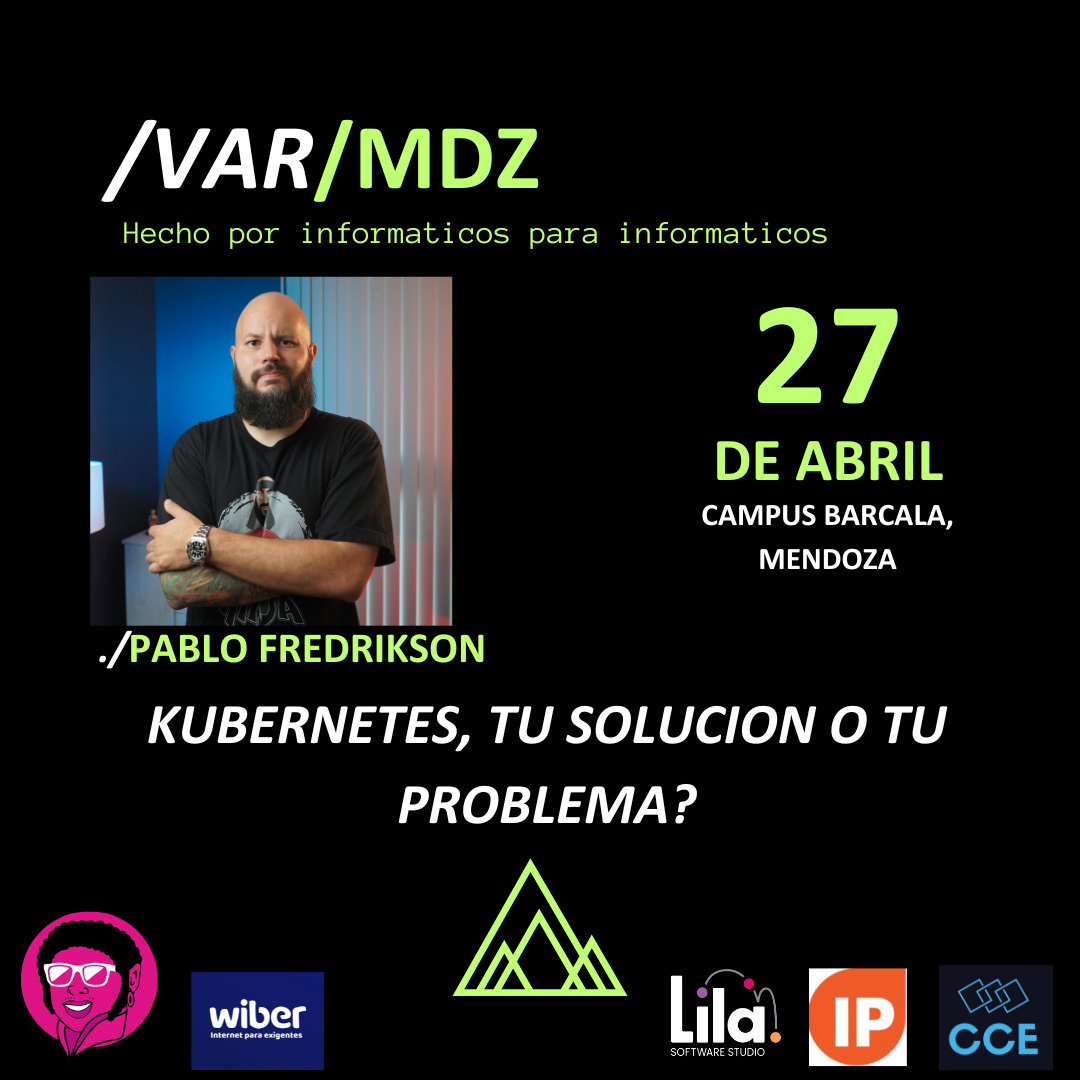 /VAR/MDZ
Hecho por informaticos para informaticos
27
DE ABRIL
CAMPUS BARCALA,
MENDOZA
./PABLO FREDRIKSON
KUBERNETES, TU SOLUCION O TU
PROBLEMA?
wiber
Internet para exigentes
Lila
SOFTWARE STUDIO
IP
CCE